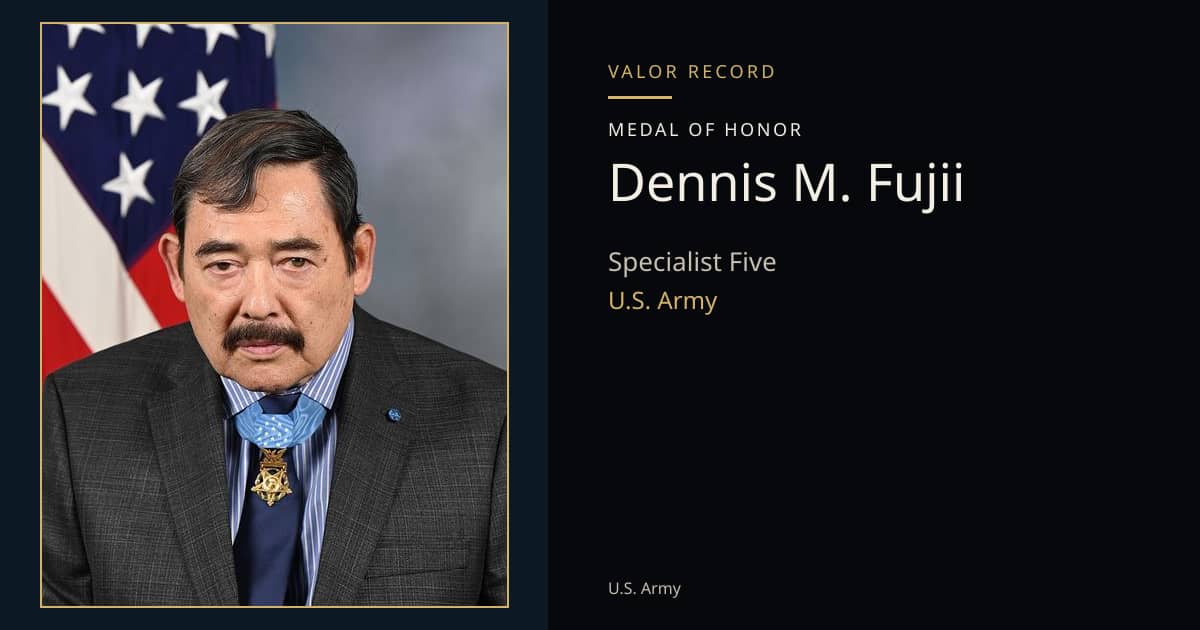 VALOR RECORD
MEDAL OF HONOR
Dennis M. Fujii
Specialist Five
U.S. Army
U.S. Army